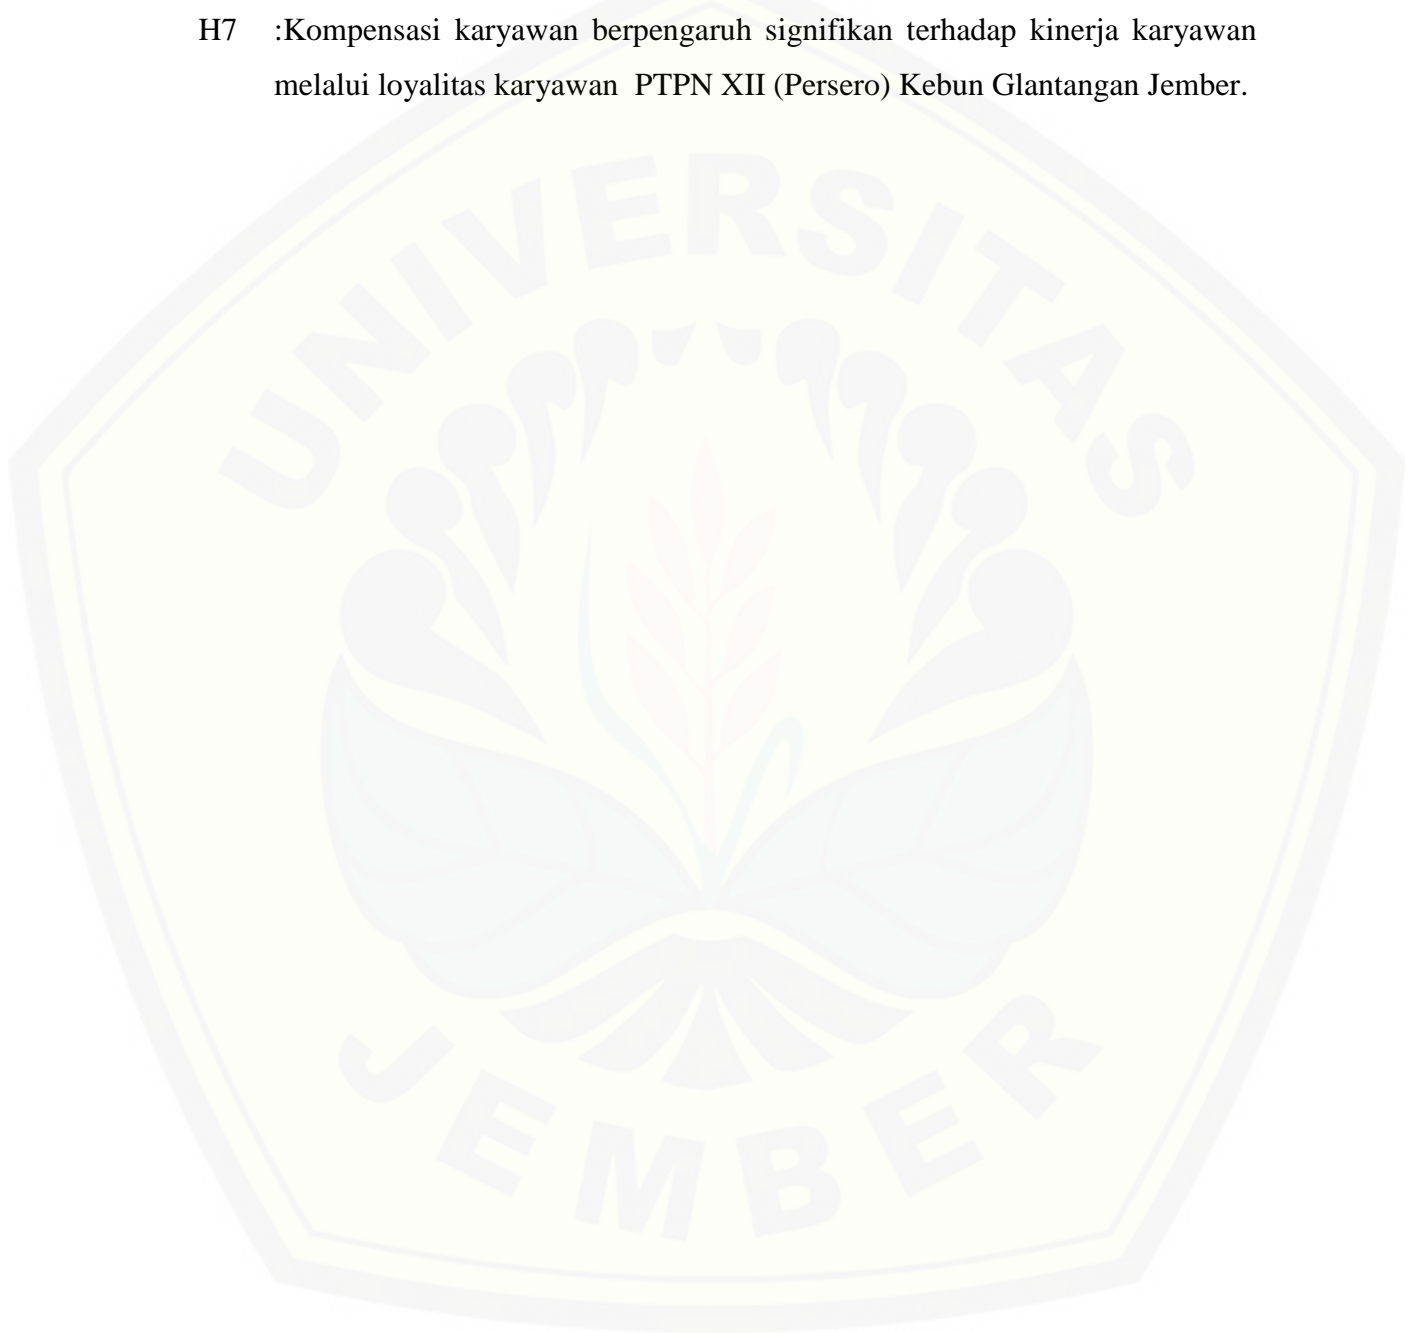 H7 :Kompensasi karyawan berpengaruh signifikan terhadap kinerja karyawan
melalui loyalitas karyawan PTPN XII (Persero) Kebun Glantangan Jember.
UNIVERSITAS
JEMBER